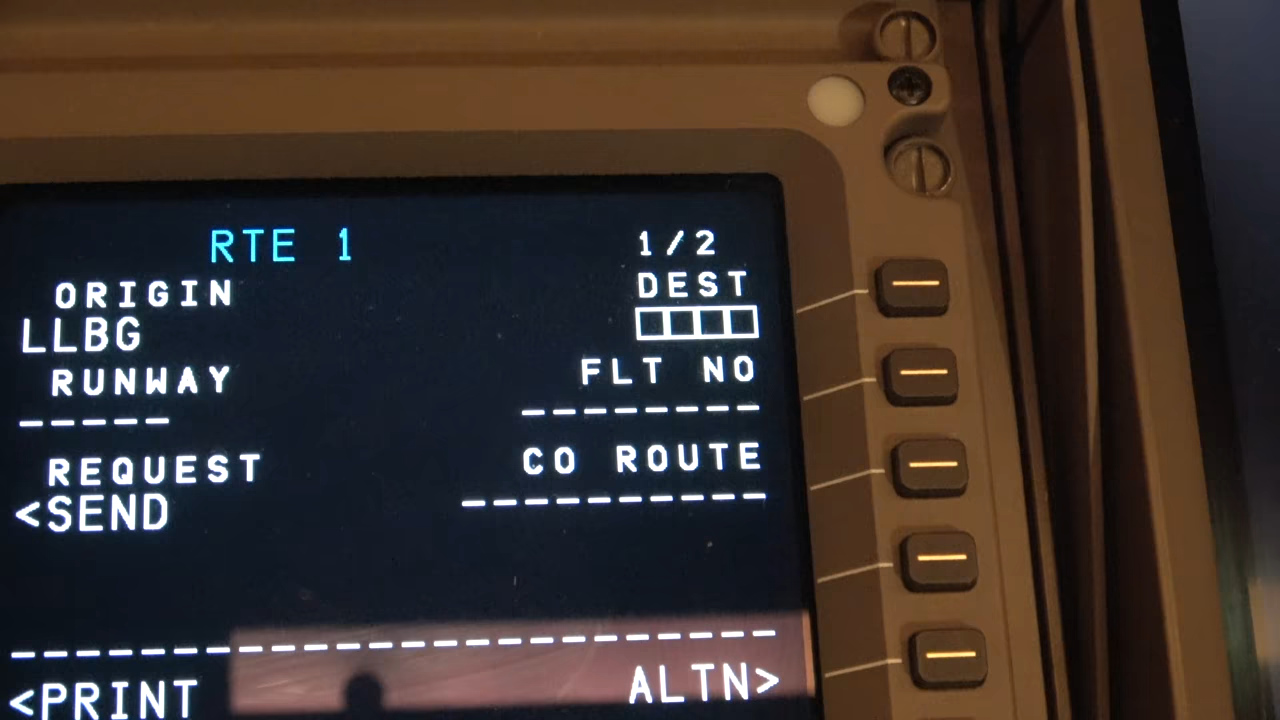 RTE 1 1/2
ORIGIN DEST
LLBG
RUNWAY FLT NO
----- --------
REQUEST CO ROUTE
<SEND ----------
------------------------
<PRINT ALTN>